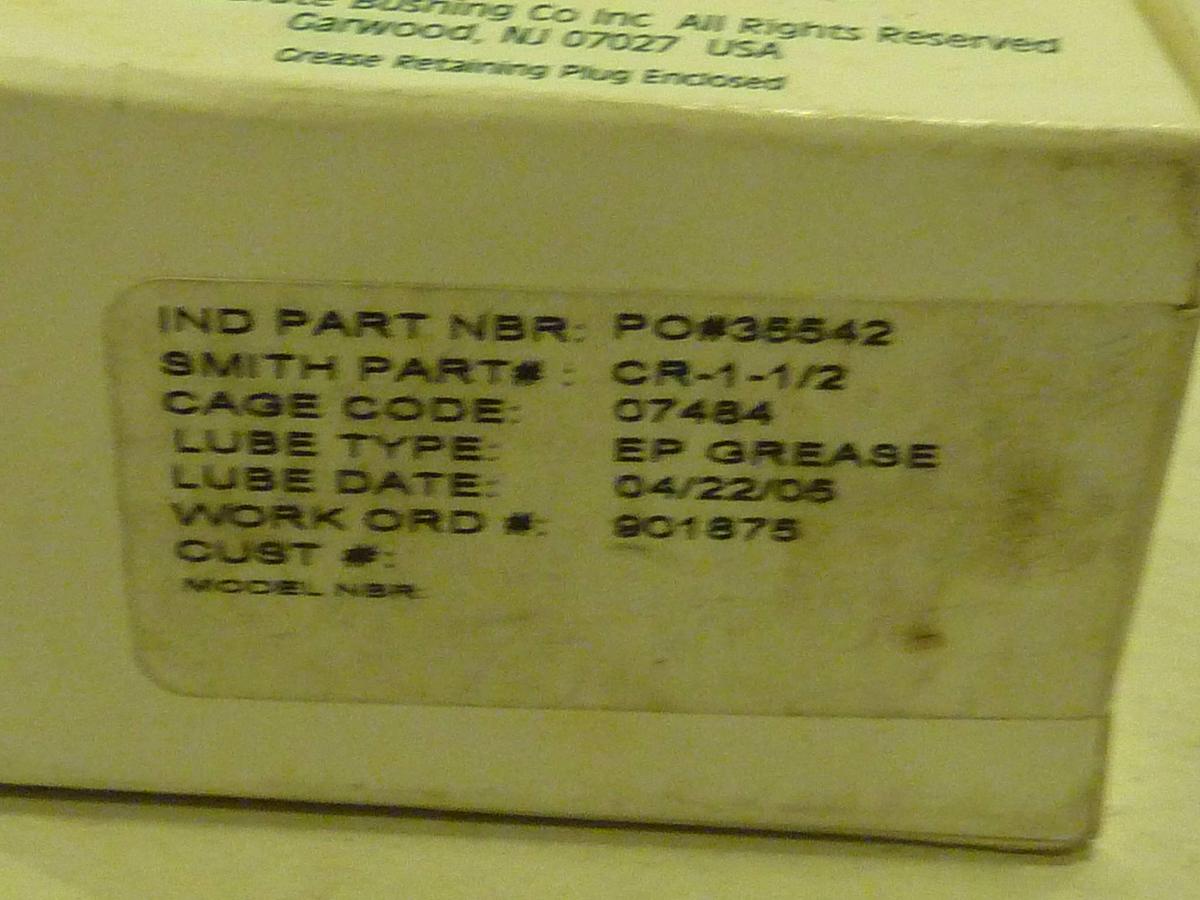 Bushing Co Inc All Rights Reserved
Garwood, NJ 07027 USA
Grease Retaining Plug Enclosed
IND PART NBR: PO#35542
SMITH PART# : CR-1-1/2
CAGE CODE: 07484
LUBE TYPE: EP GREASE
LUBE DATE: 04/22/05
WORK ORD #: 901875
CUST #:
MODEL NBR: